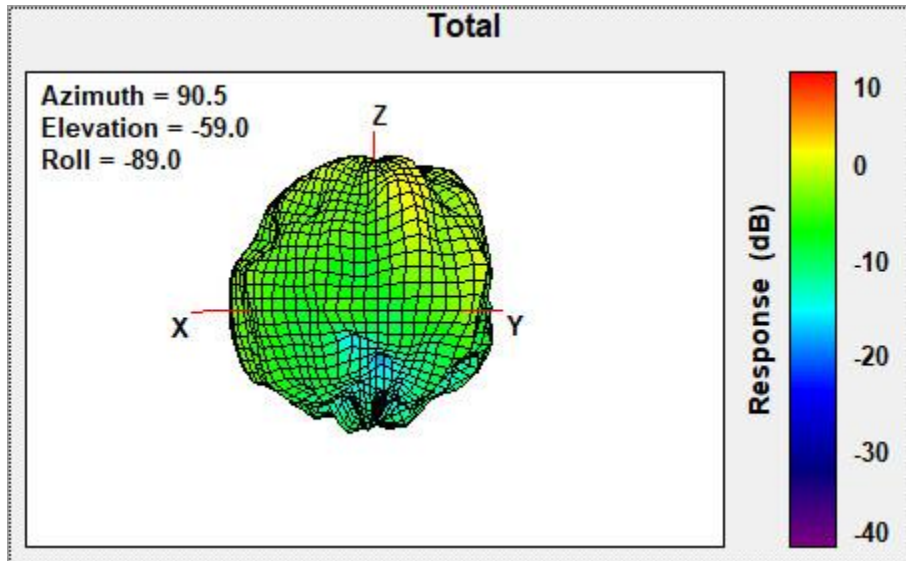 Total
Azimuth = 90.5
Elevation = -59.0
Roll = -89.0
Z
X
Y
Response (dB)
10
0
-10
-20
-30
-40